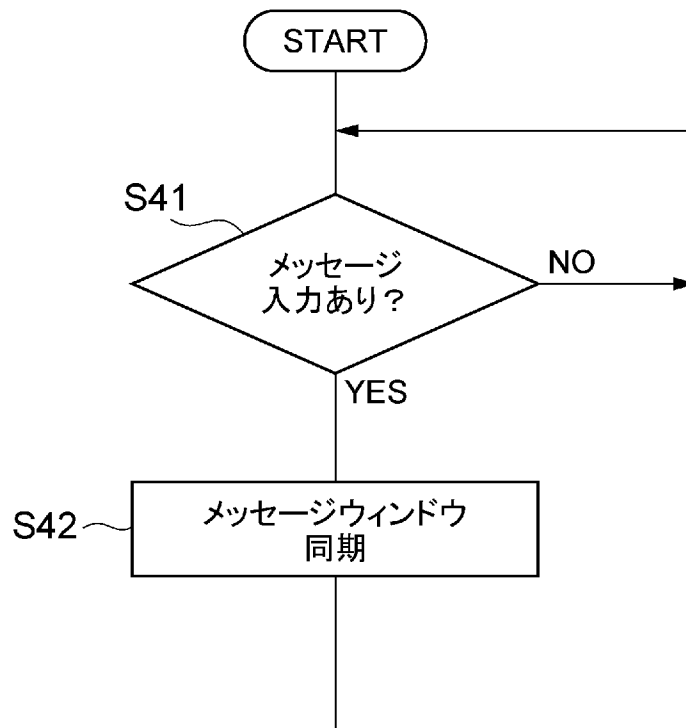 START
S41
メッセージ
入力あり？
NO
YES
S42
メッセージウィンドウ
同期